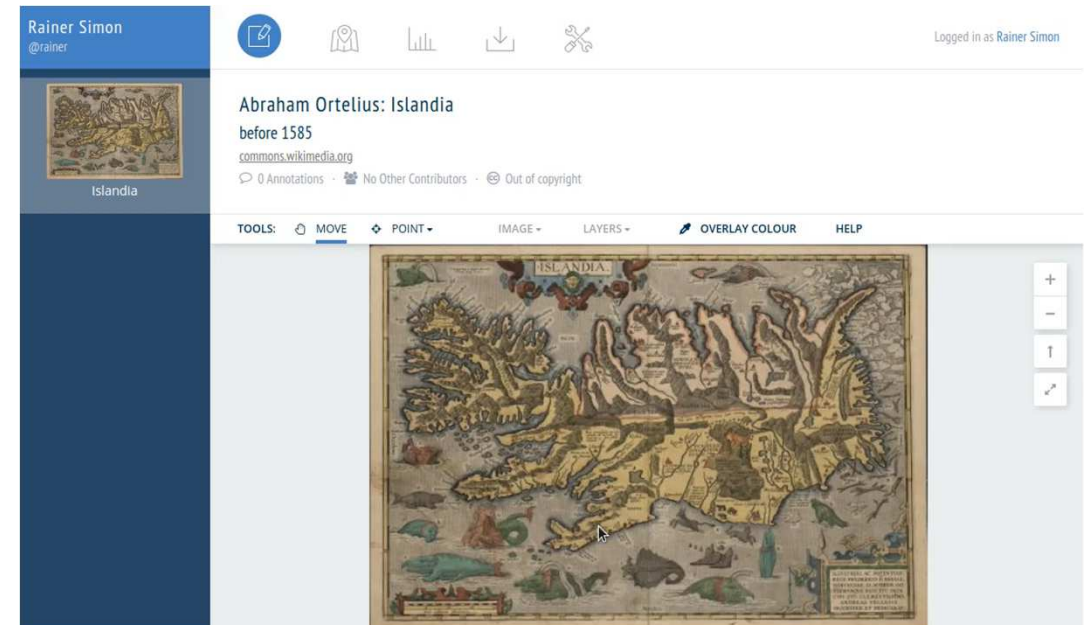 Rainer Simon
@rainer
Logged in as Rainer Simon
Islandia
Abraham Ortelius: Islandia
before 1585
commons.wikimedia.org
0 Annotations · No Other Contributors · Out of copyright
TOOLS: MOVE POINT IMAGE LAYERS OVERLAY COLOUR HELP
ISLANDIA.